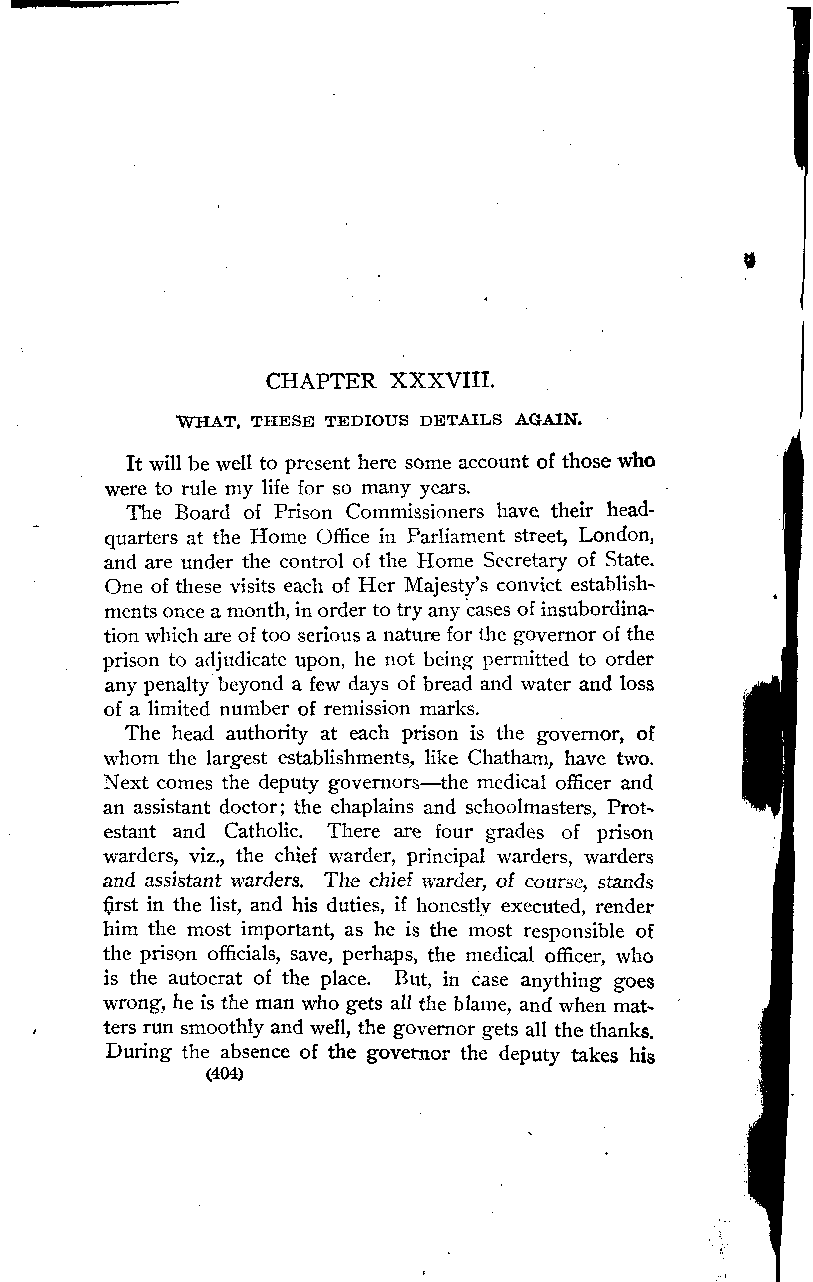 CHAPTER XXXVIII.
WHAT, THESE TEDIOUS DETAILS AGAIN.
It will be well to present here some account of those who
were to rule my life for so many years.
The Board of Prison Commissioners have their head-
quarters at the Home Office in Parliament street, London,
and are under the control of the Home Secretary of State.
One of these visits each of Her Majesty's convict establish-
ments once a month, in order to try any cases of insubordina-
tion which are of too serious a nature for the governor of the
prison to adjudicate upon, he not being permitted to order
any penalty beyond a few days of bread and water and loss
of a limited number of remission marks.
The head authority at each prison is the governor, of
whom the largest establishments, like Chatham, have two.
Next comes the deputy governors—the medical officer and
an assistant doctor; the chaplains and schoolmasters, Prot-
estant and Catholic. There are four grades of prison
warders, viz., the chief warder, principal warders, warders
and assistant warders. The chief warder, of course, stands
first in the list, and his duties, if honestly executed, render
him the most important, as he is the most responsible of
the prison officials, save, perhaps, the medical officer, who
is the autocrat of the place. But, in case anything goes
wrong, he is the man who gets all the blame, and when mat-
ters run smoothly and well, the governor gets all the thanks.
During the absence of the governor the deputy takes his
(404)